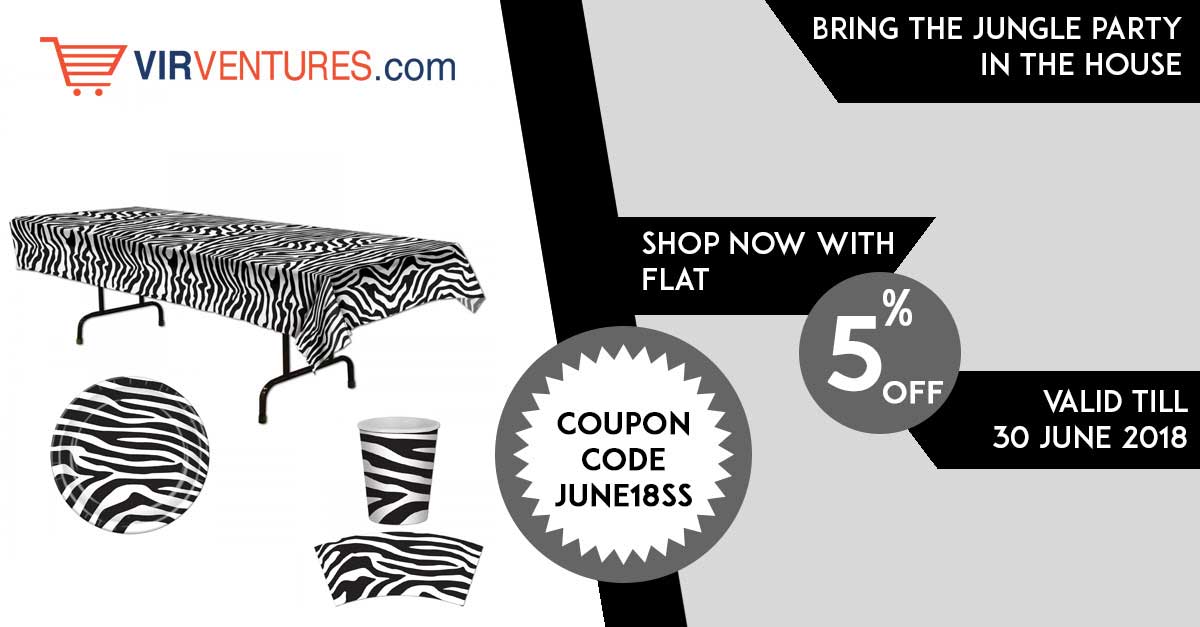 VIRVENTURES.com
BRING THE JUNGLE PARTY
IN THE HOUSE
SHOP NOW WITH
FLAT
5%
OFF
COUPON
CODE
JUNE18SS
VALID TILL
30 JUNE 2018